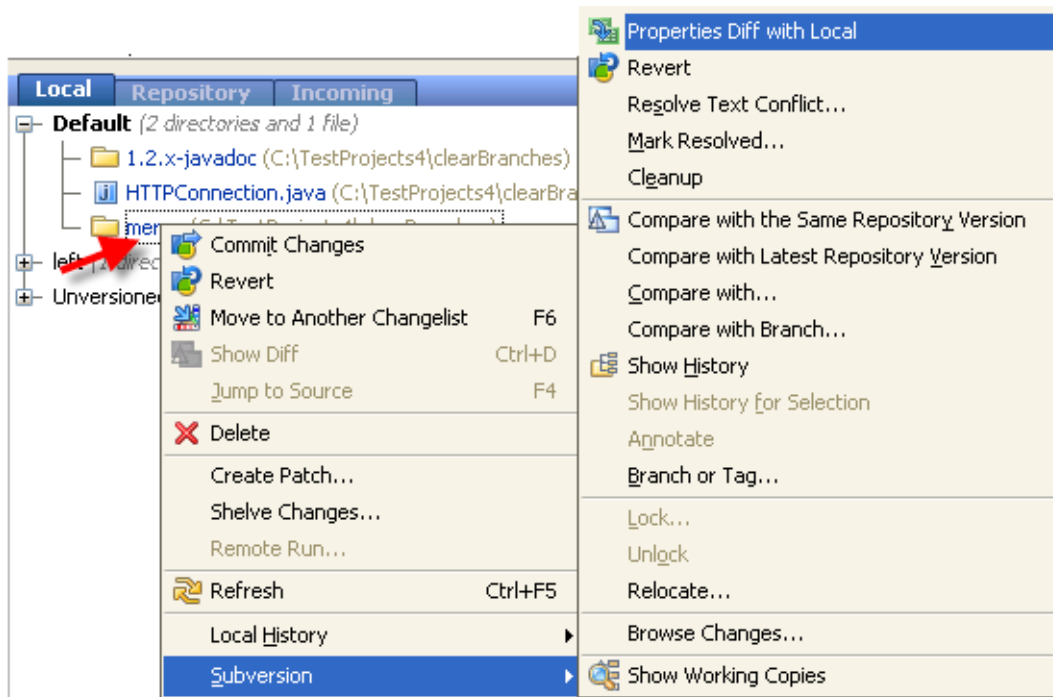 Local Repository Incoming
Default (2 directories and 1 file)
1.2.x-javadoc (C:\TestProjects4\clearBranches)
HTTPConnection.java (C:\TestProjects4\clearBra
mer
left
Unversione
Commit Changes
Revert
Move to Another Changelist F6
Show Diff Ctrl+D
Jump to Source F4
Delete
Create Patch...
Shelve Changes...
Remote Run...
Refresh Ctrl+F5
Local History
Subversion
Properties Diff with Local
Revert
Resolve Text Conflict...
Mark Resolved...
Cleanup
Compare with the Same Repository Version
Compare with Latest Repository Version
Compare with...
Compare with Branch...
Show History
Show History for Selection
Annotate
Branch or Tag...
Lock...
Unlock
Relocate...
Browse Changes...
Show Working Copies